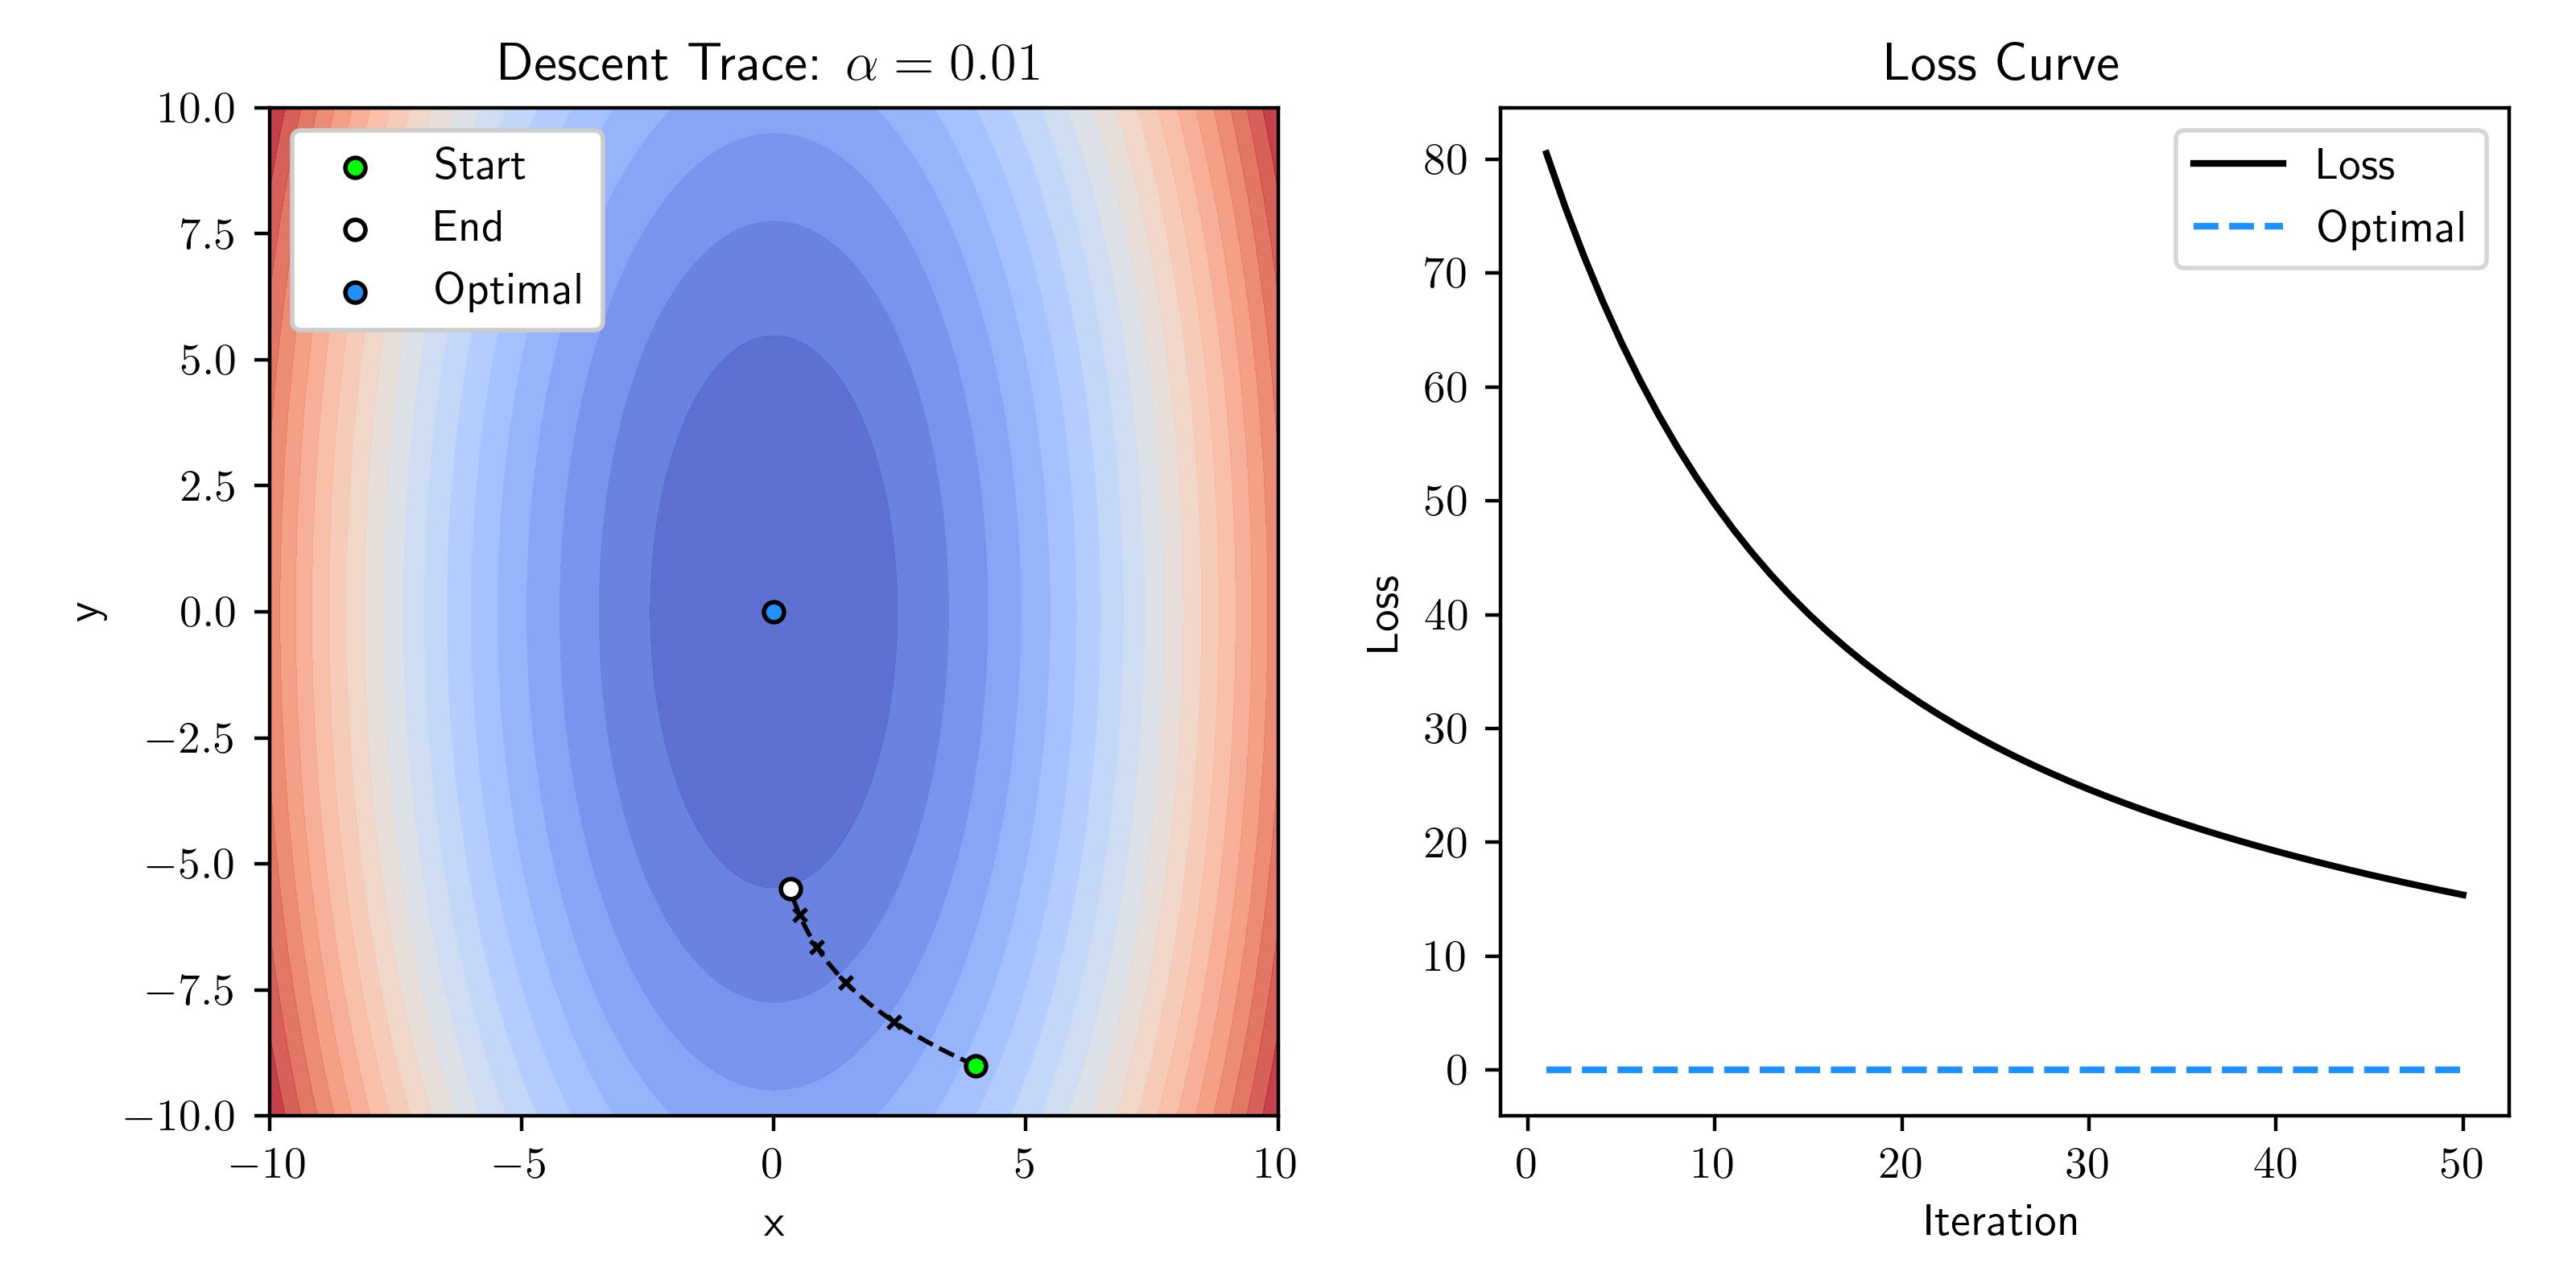 Descent Trace: α = 0.01
10.0
7.5
5.0
2.5
0.0
−2.5
−5.0
−7.5
−10.0
y
Start
End
Optimal
−10 −5 0 5 10
x
Loss Curve
80
70
60
50
40
30
20
10
0
Loss
Loss
Optimal
0 10 20 30 40 50
Iteration